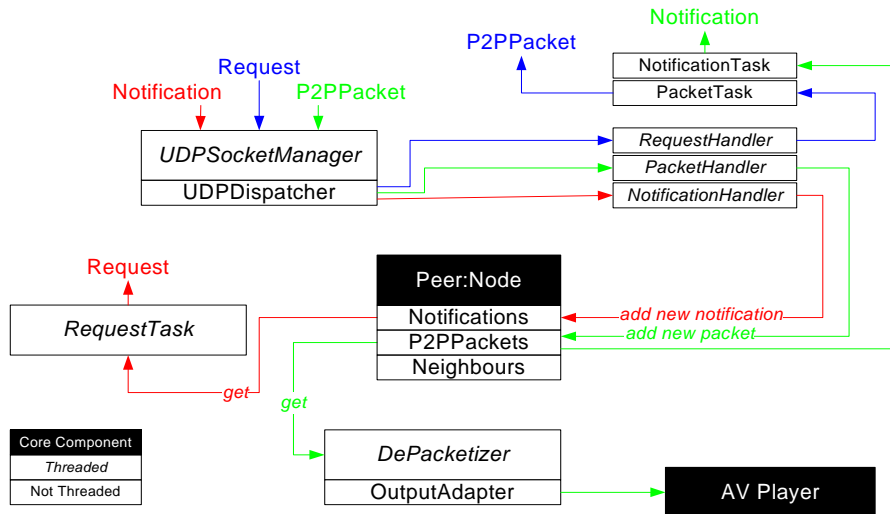 Notification
P2PPacket
NotificationTask
Request
PacketTask
Notification
P2PPacket
UDPSocketManager
RequestHandler
PacketHandler
UDPDispatcher
NotificationHandler
Request
Peer:Node
RequestTask
Notifications
add new notification
P2PPackets
add new packet
Neighbours
get
get
Core Component
Threaded
Not Threaded
DePacketizer
OutputAdapter
AV Player